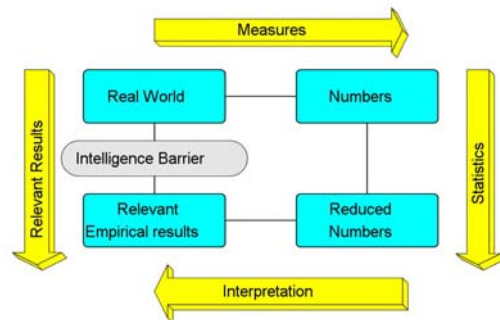 Measures
Real World
Numbers
Intelligence Barrier
Relevant Results
Statistics
Relevant
Empirical results
Reduced
Numbers
Interpretation